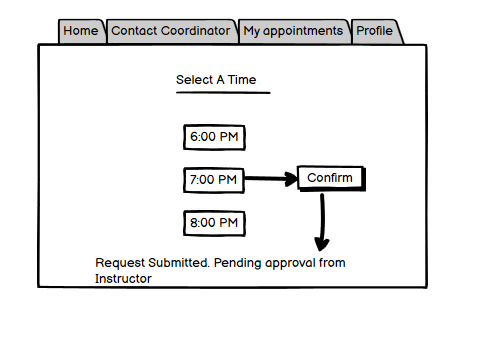 Home Contact Coordinator My appointments Profile
Select A Time
6:00 PM
7:00 PM Confirm
8:00 PM
Request Submitted. Pending approval from
Instructor